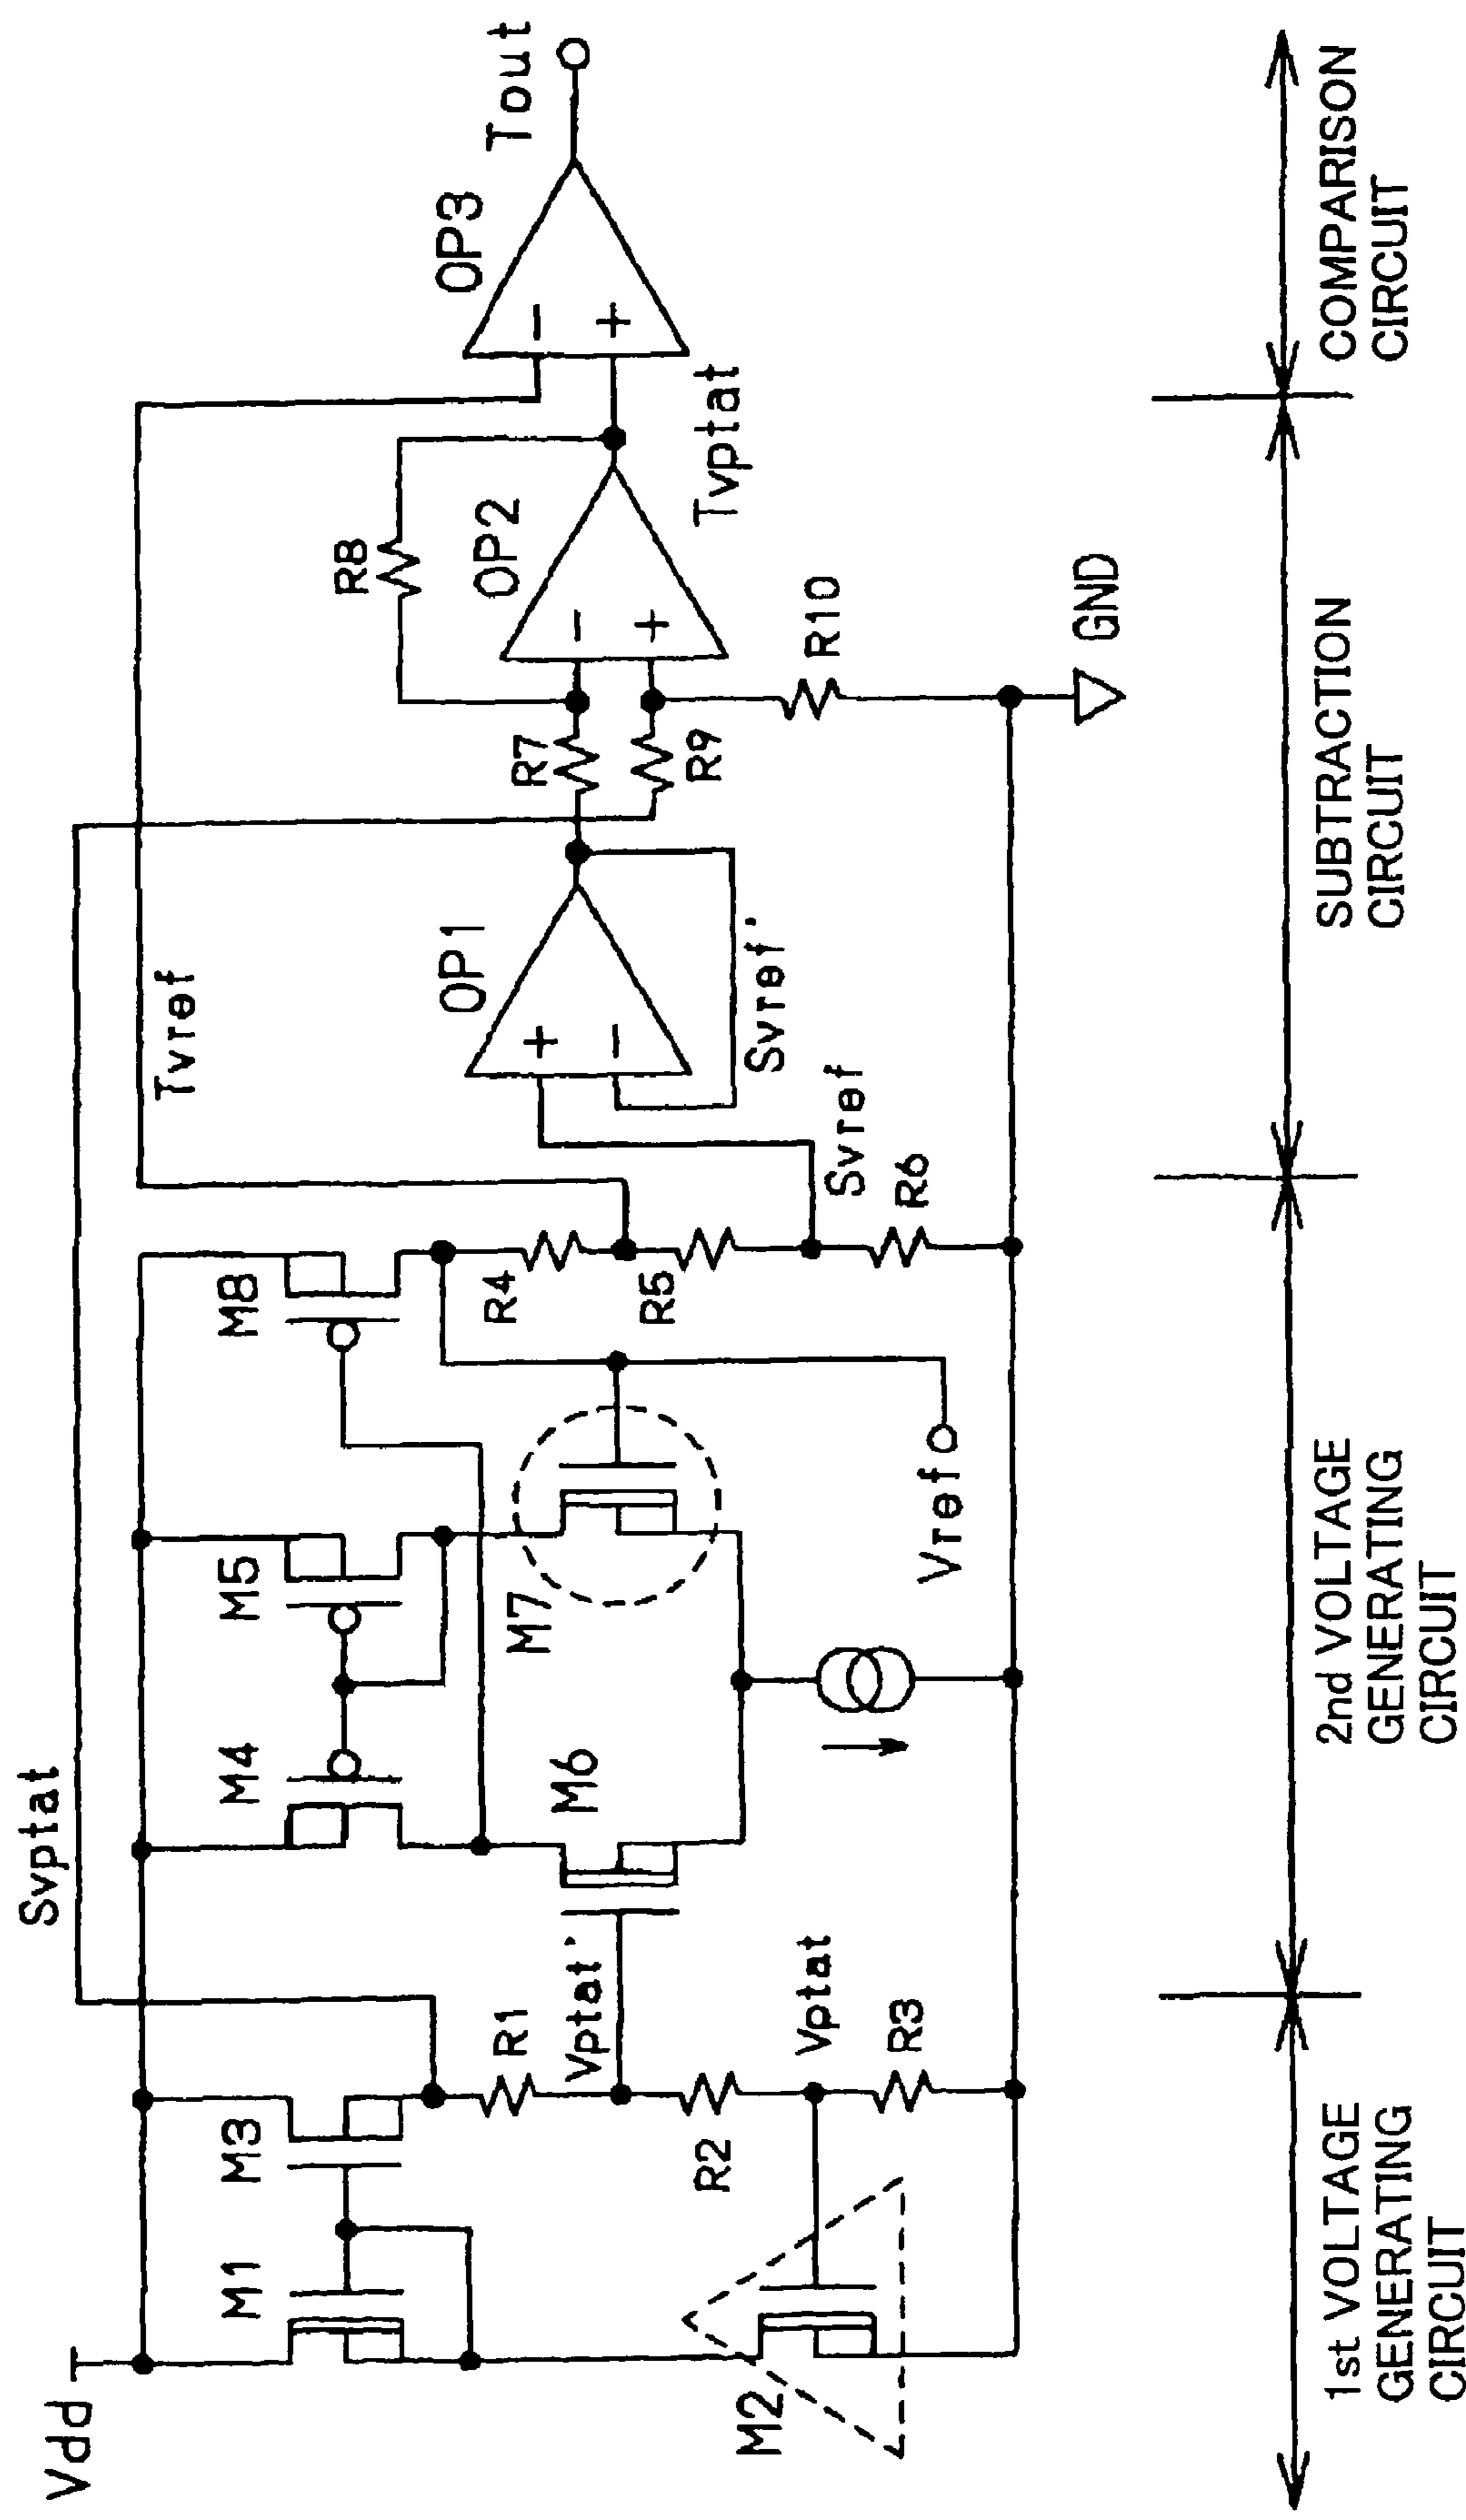 Vdd
M1
M2
M3
R1
R2
R3
Vptat'
Vptat
Svptat
M4
M5
M6
M7
M8
Vref
R4
R5
R6
Svref
Tvref
OP1
+
−
Svref'
R7
R9
R8
OP2
−
+
R10
GND
Tvptat
OP3
−
+
Tout
1st VOLTAGE
GENERATING
CIRCUIT
2nd VOLTAGE
GENERATING
CIRCUIT
SUBTRACTION
CIRCUIT
COMPARISON
CIRCUIT